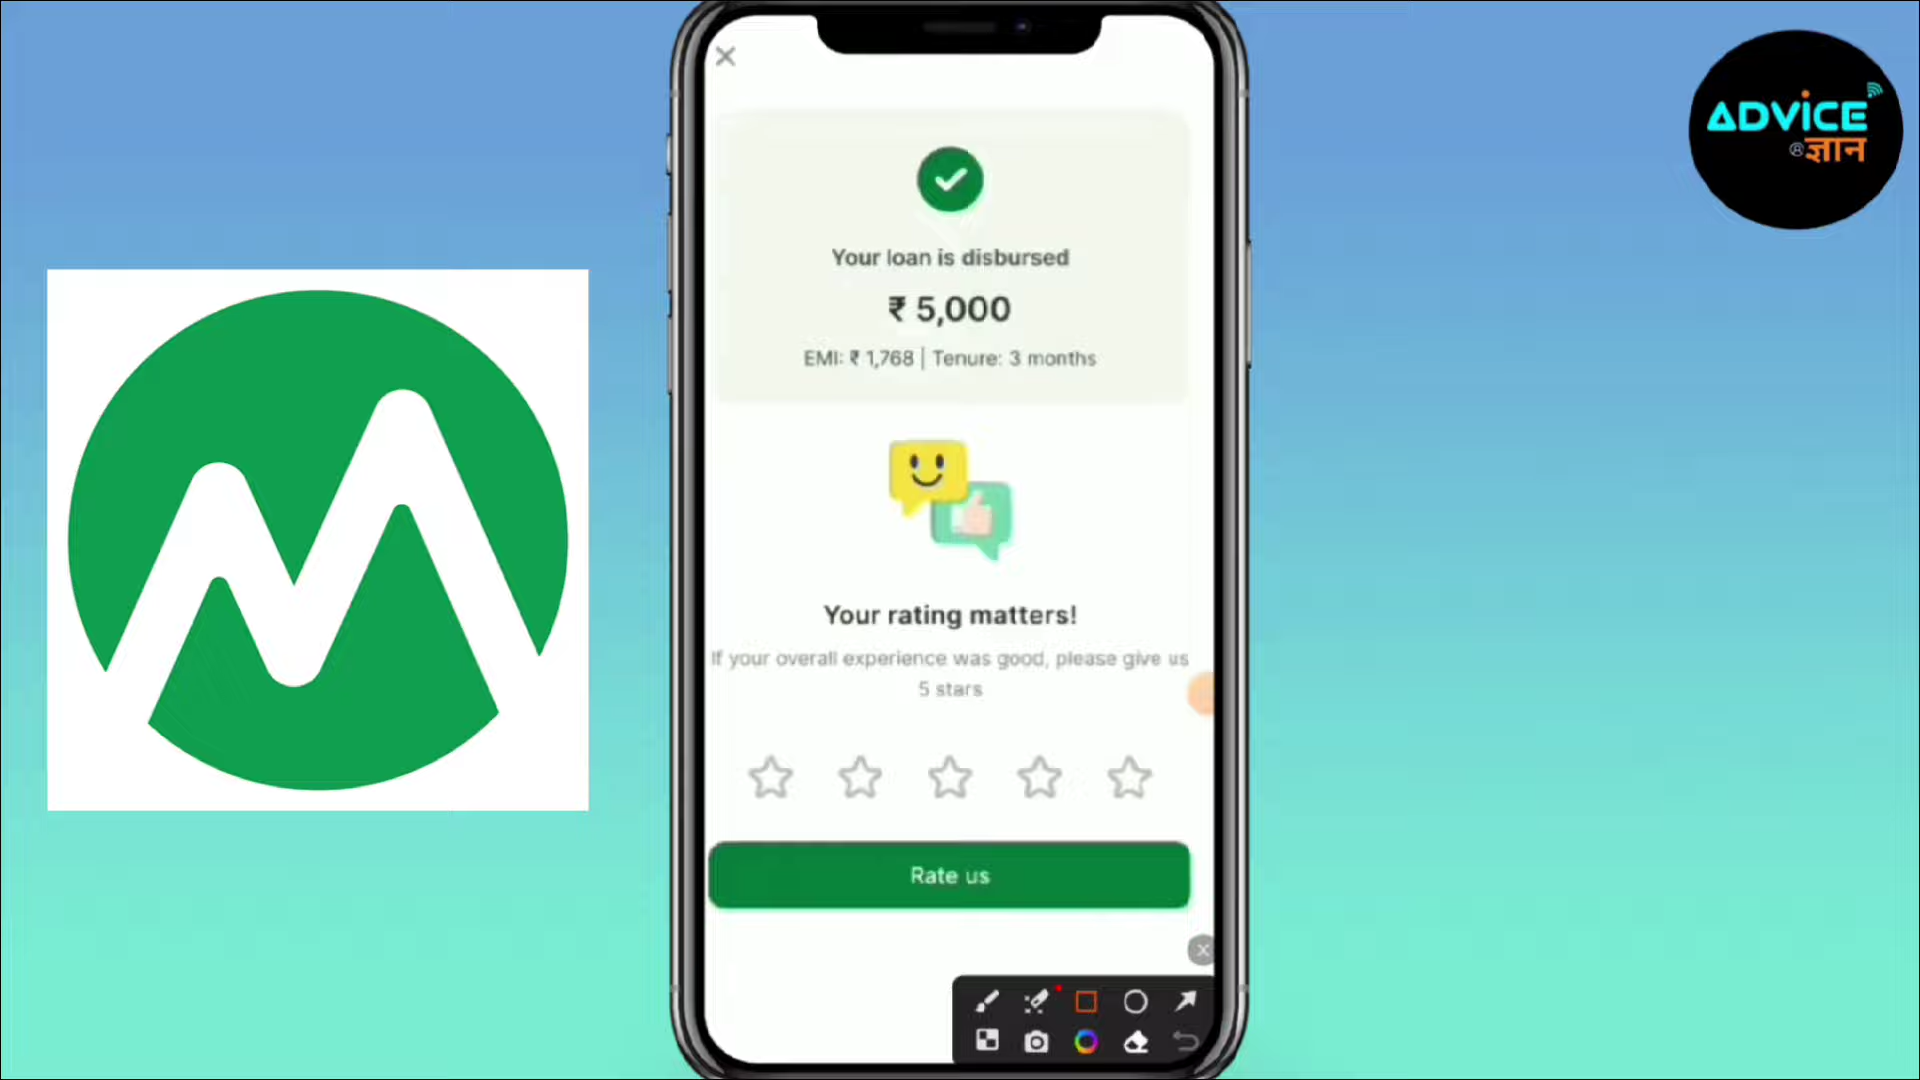 ADVICE
ज्ञान
Your loan is disbursed
₹ 5,000
EMI: ₹ 1,768 | Tenure: 3 months
Your rating matters!
If your overall experience was good, please give us
5 stars
Rate us